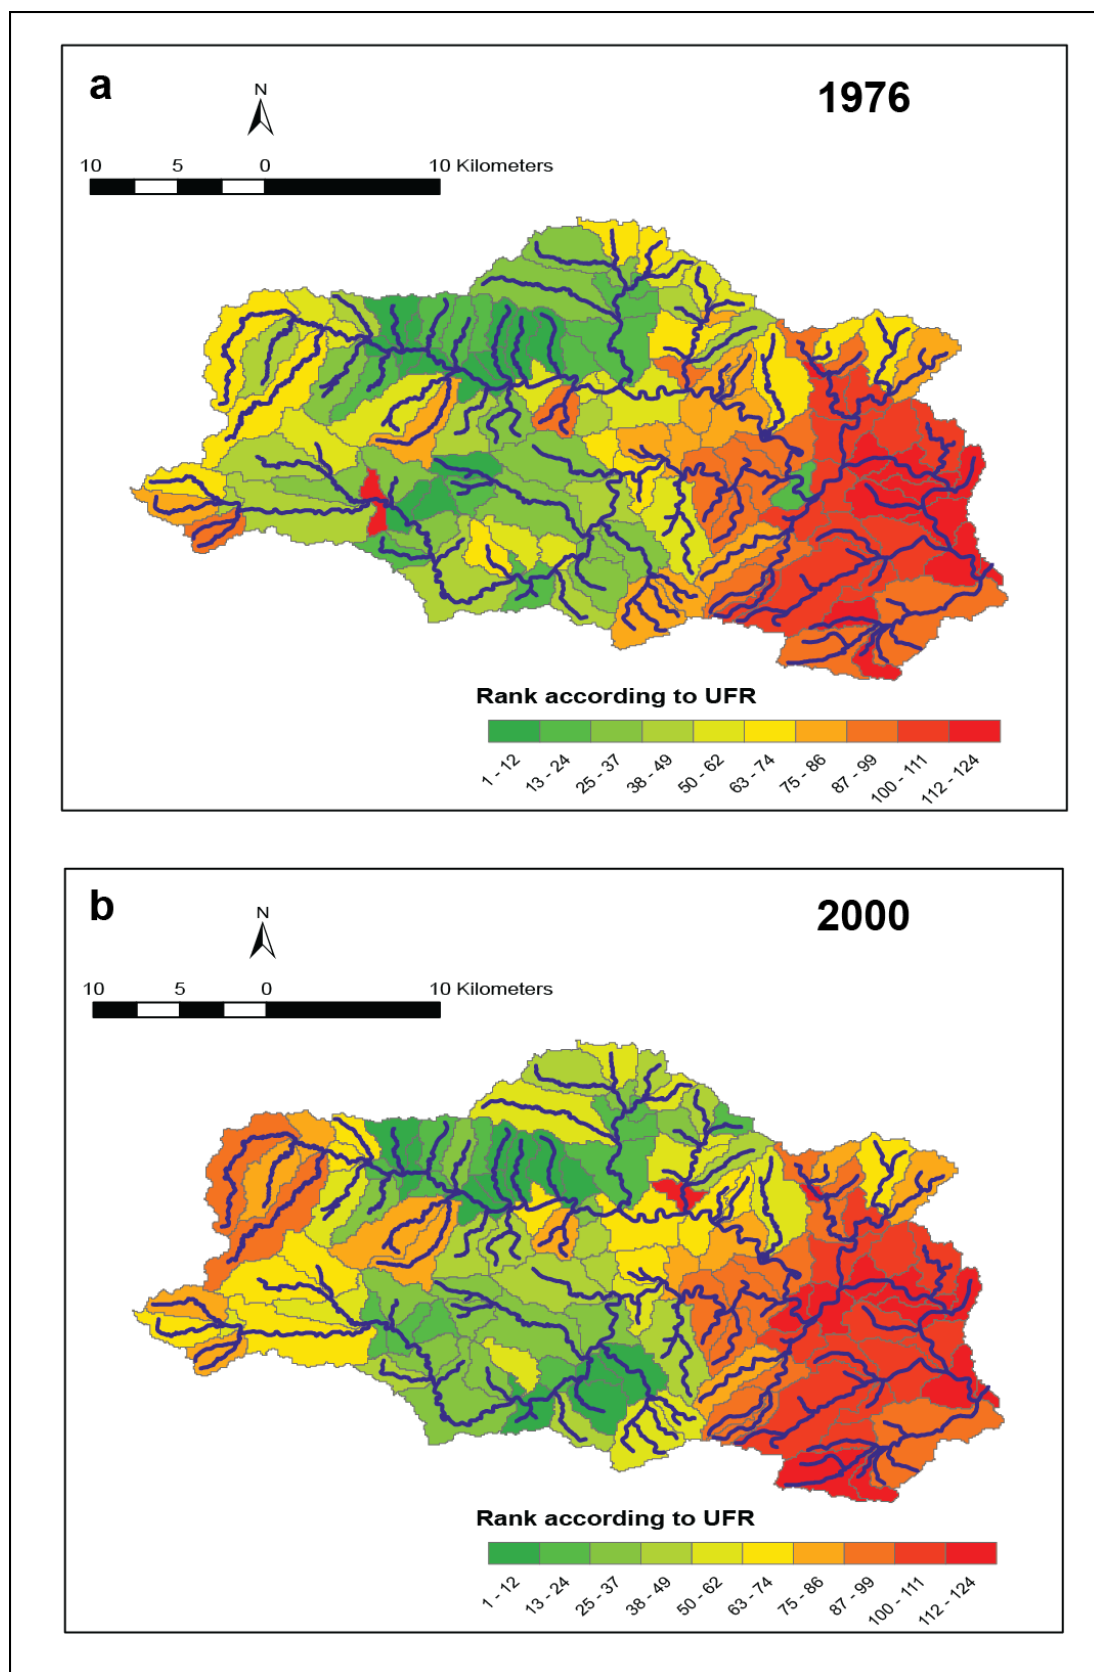 a
1976
N
10 5 0 10 Kilometers
Rank according to UFR
1 - 12
13 - 24
25 - 37
38 - 49
50 - 62
63 - 74
75 - 86
87 - 99
100 - 111
112 - 124
b
2000
N
10 5 0 10 Kilometers
Rank according to UFR
1 - 12
13 - 24
25 - 37
38 - 49
50 - 62
63 - 74
75 - 86
87 - 99
100 - 111
112 - 124